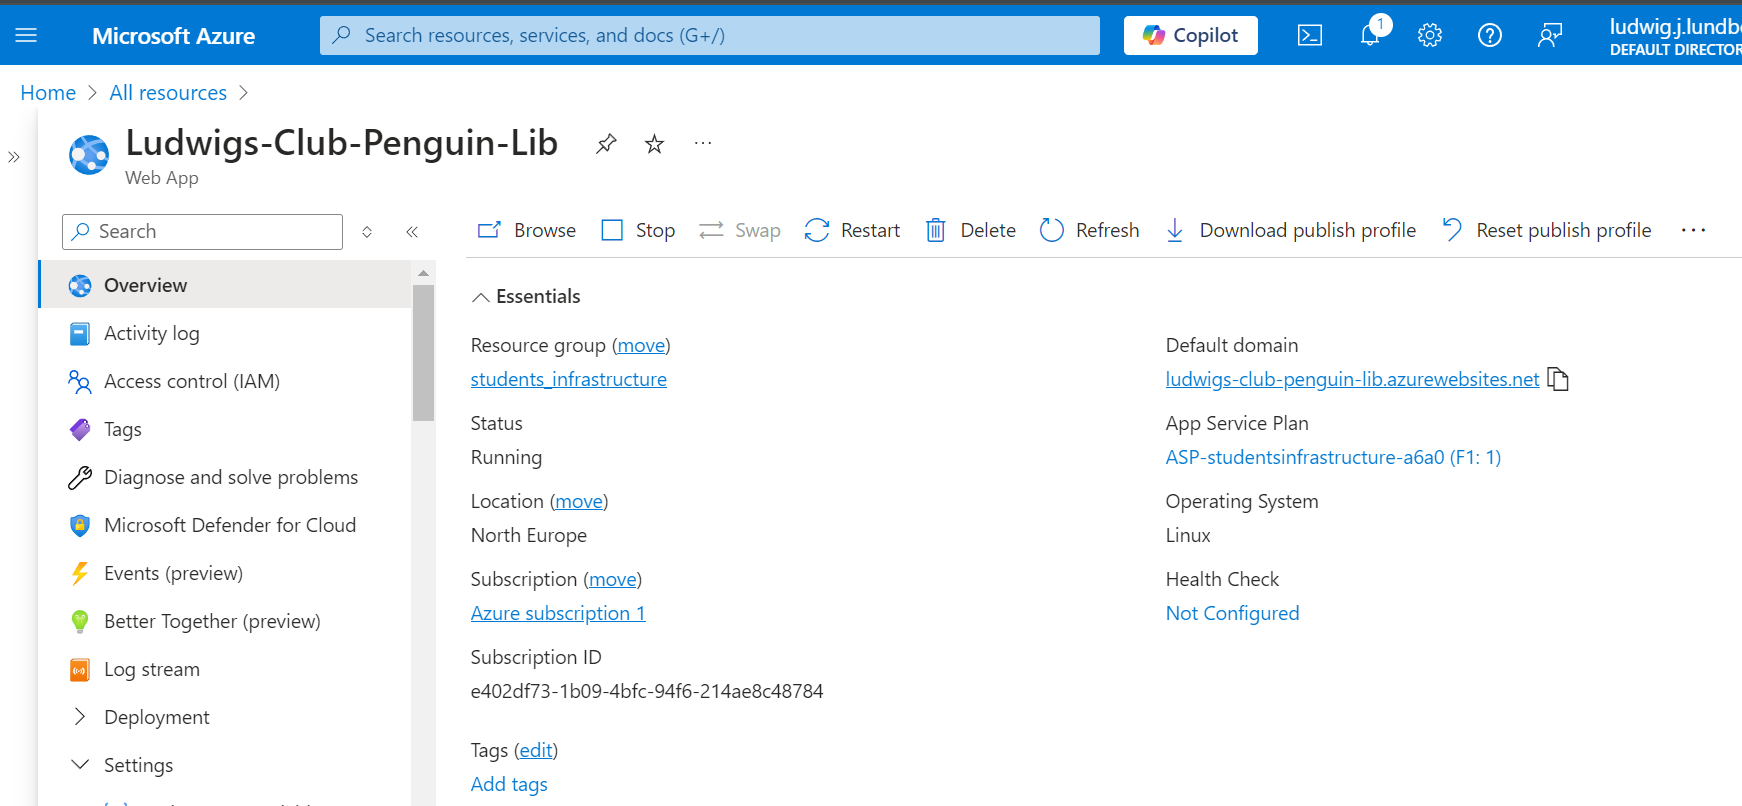 Microsoft Azure
Search resources, services, and docs (G+/)
Copilot
1
DEFAULT
Home > All resources >
Ludwigs-Club-Penguin-Lib
Web App
Search
Browse Stop Swap Restart Delete Refresh Download publish profile Reset publish profile
Overview
Activity log
Access control (IAM)
Tags
Diagnose and solve problems
Microsoft Defender for Cloud
Events (preview)
Better Together (preview)
Log stream
Deployment
Settings
Essentials
Resource group (move)
students_infrastructure
Status
Running
Location (move)
North Europe
Subscription (move)
Azure subscription 1
Subscription ID
e402df73-1b09-4bfc-94f6-214ae8c48784
Tags (edit)
Add tags
Default domain
ludwigs-club-penguin-lib.azurewebsites.net
App Service Plan
ASP-studentsinfrastructure-a6a0 (F1: 1)
Operating System
Linux
Health Check
Not Configured